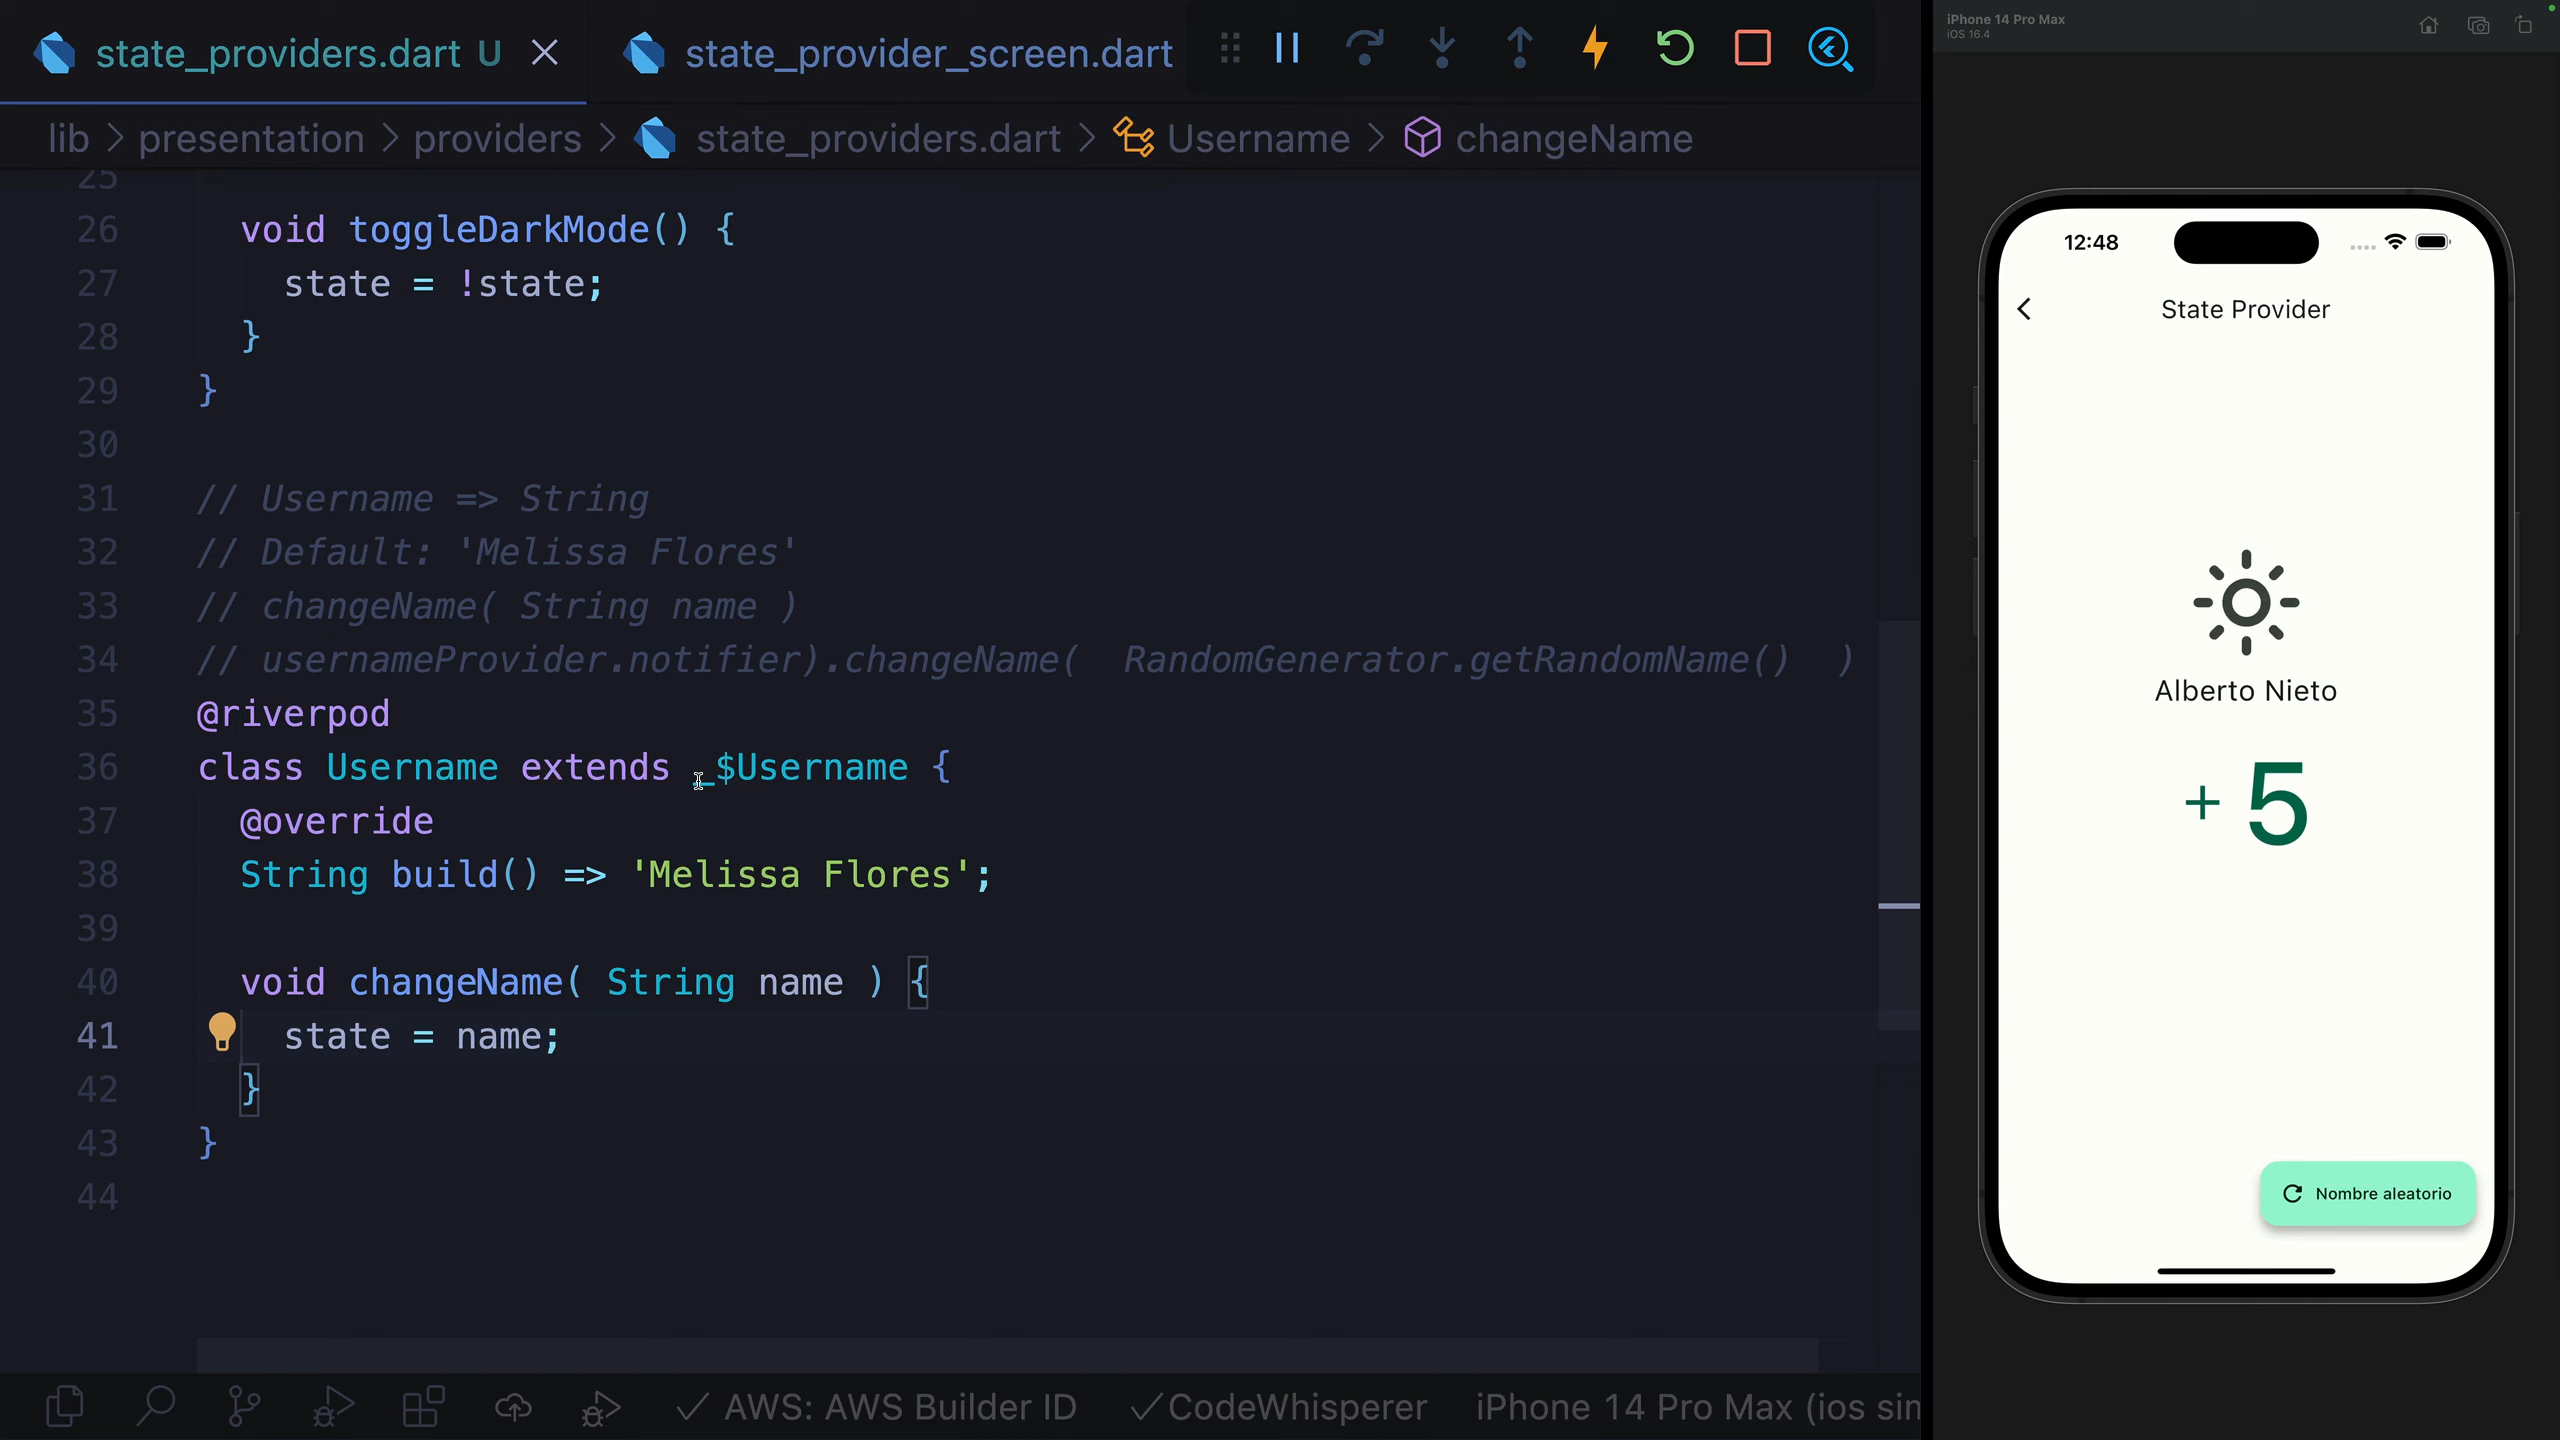 state_providers.dart U
state_provider_screen.dart
lib > presentation > providers > state_providers.dart > Username > changeName
25
26 void toggleDarkMode() {
27 state = !state;
28 }
29 }
30
31 // Username => String
32 // Default: 'Melissa Flores'
33 // changeName( String name )
34 // usernameProvider.notifier).changeName( RandomGenerator.getRandomName() )
35 @riverpod
36 class Username extends _$Username {
37 @override
38 String build() => 'Melissa Flores';
39
40 void changeName( String name ) {
41 state = name;
42 }
43 }
44
AWS: AWS Builder ID
CodeWhisperer
iPhone 14 Pro Max (ios sim
iPhone 14 Pro Max
iOS 16.4
12:48
State Provider
Alberto Nieto
+ 5
Nombre aleatorio